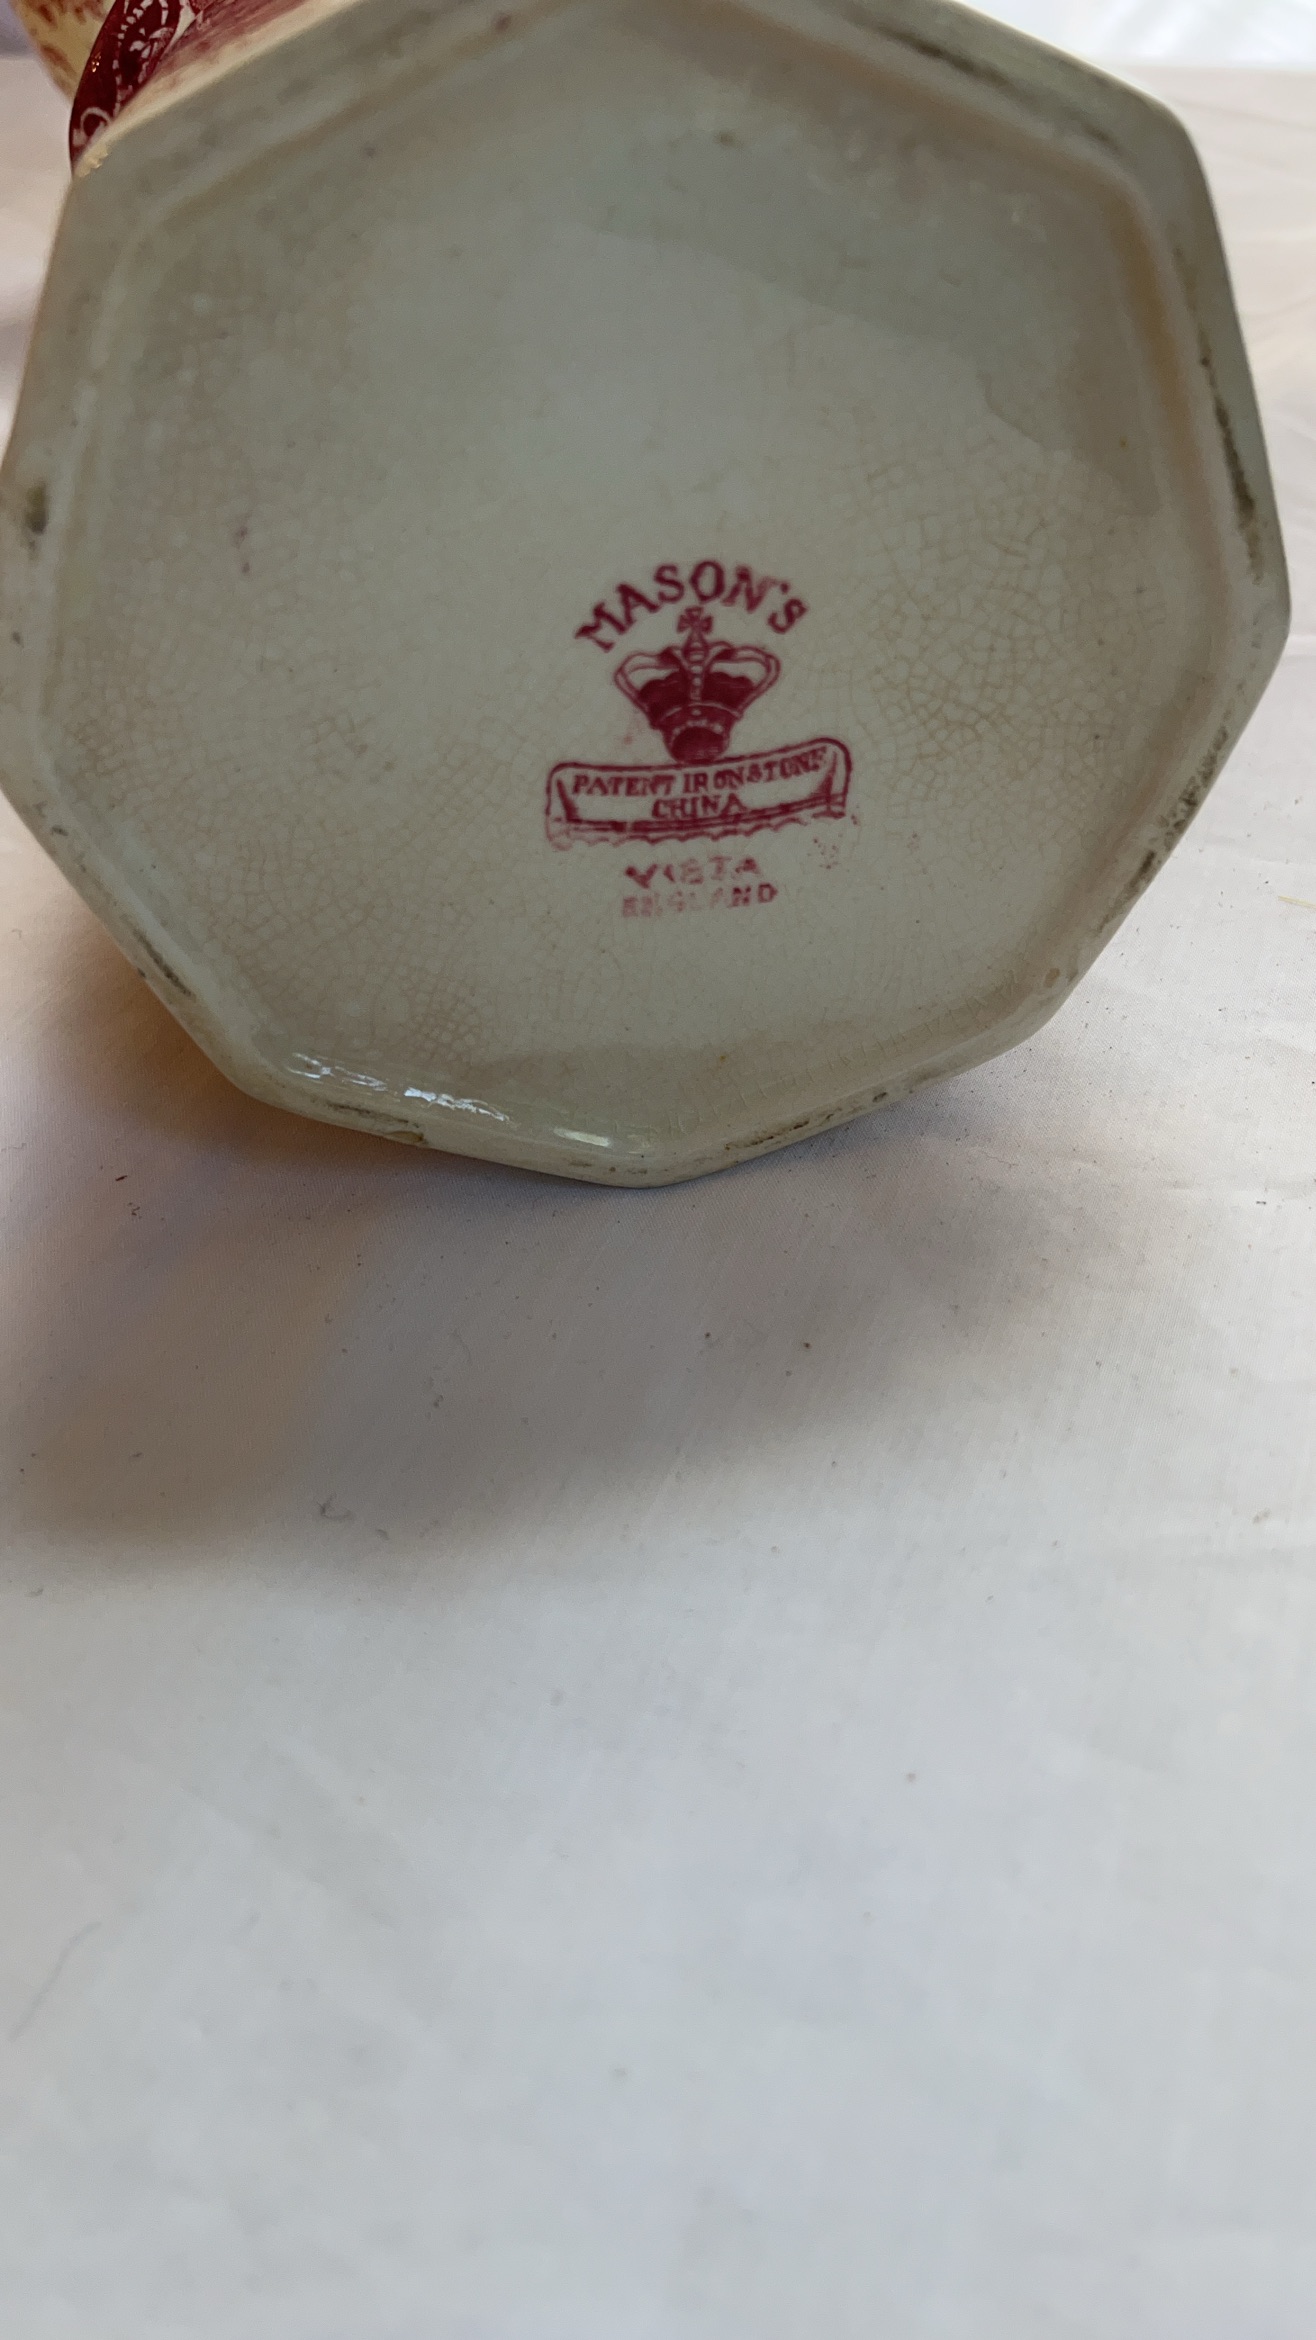 MASON'S
PATENT IRONSTONE
CHINA
VISTA
ENGLAND